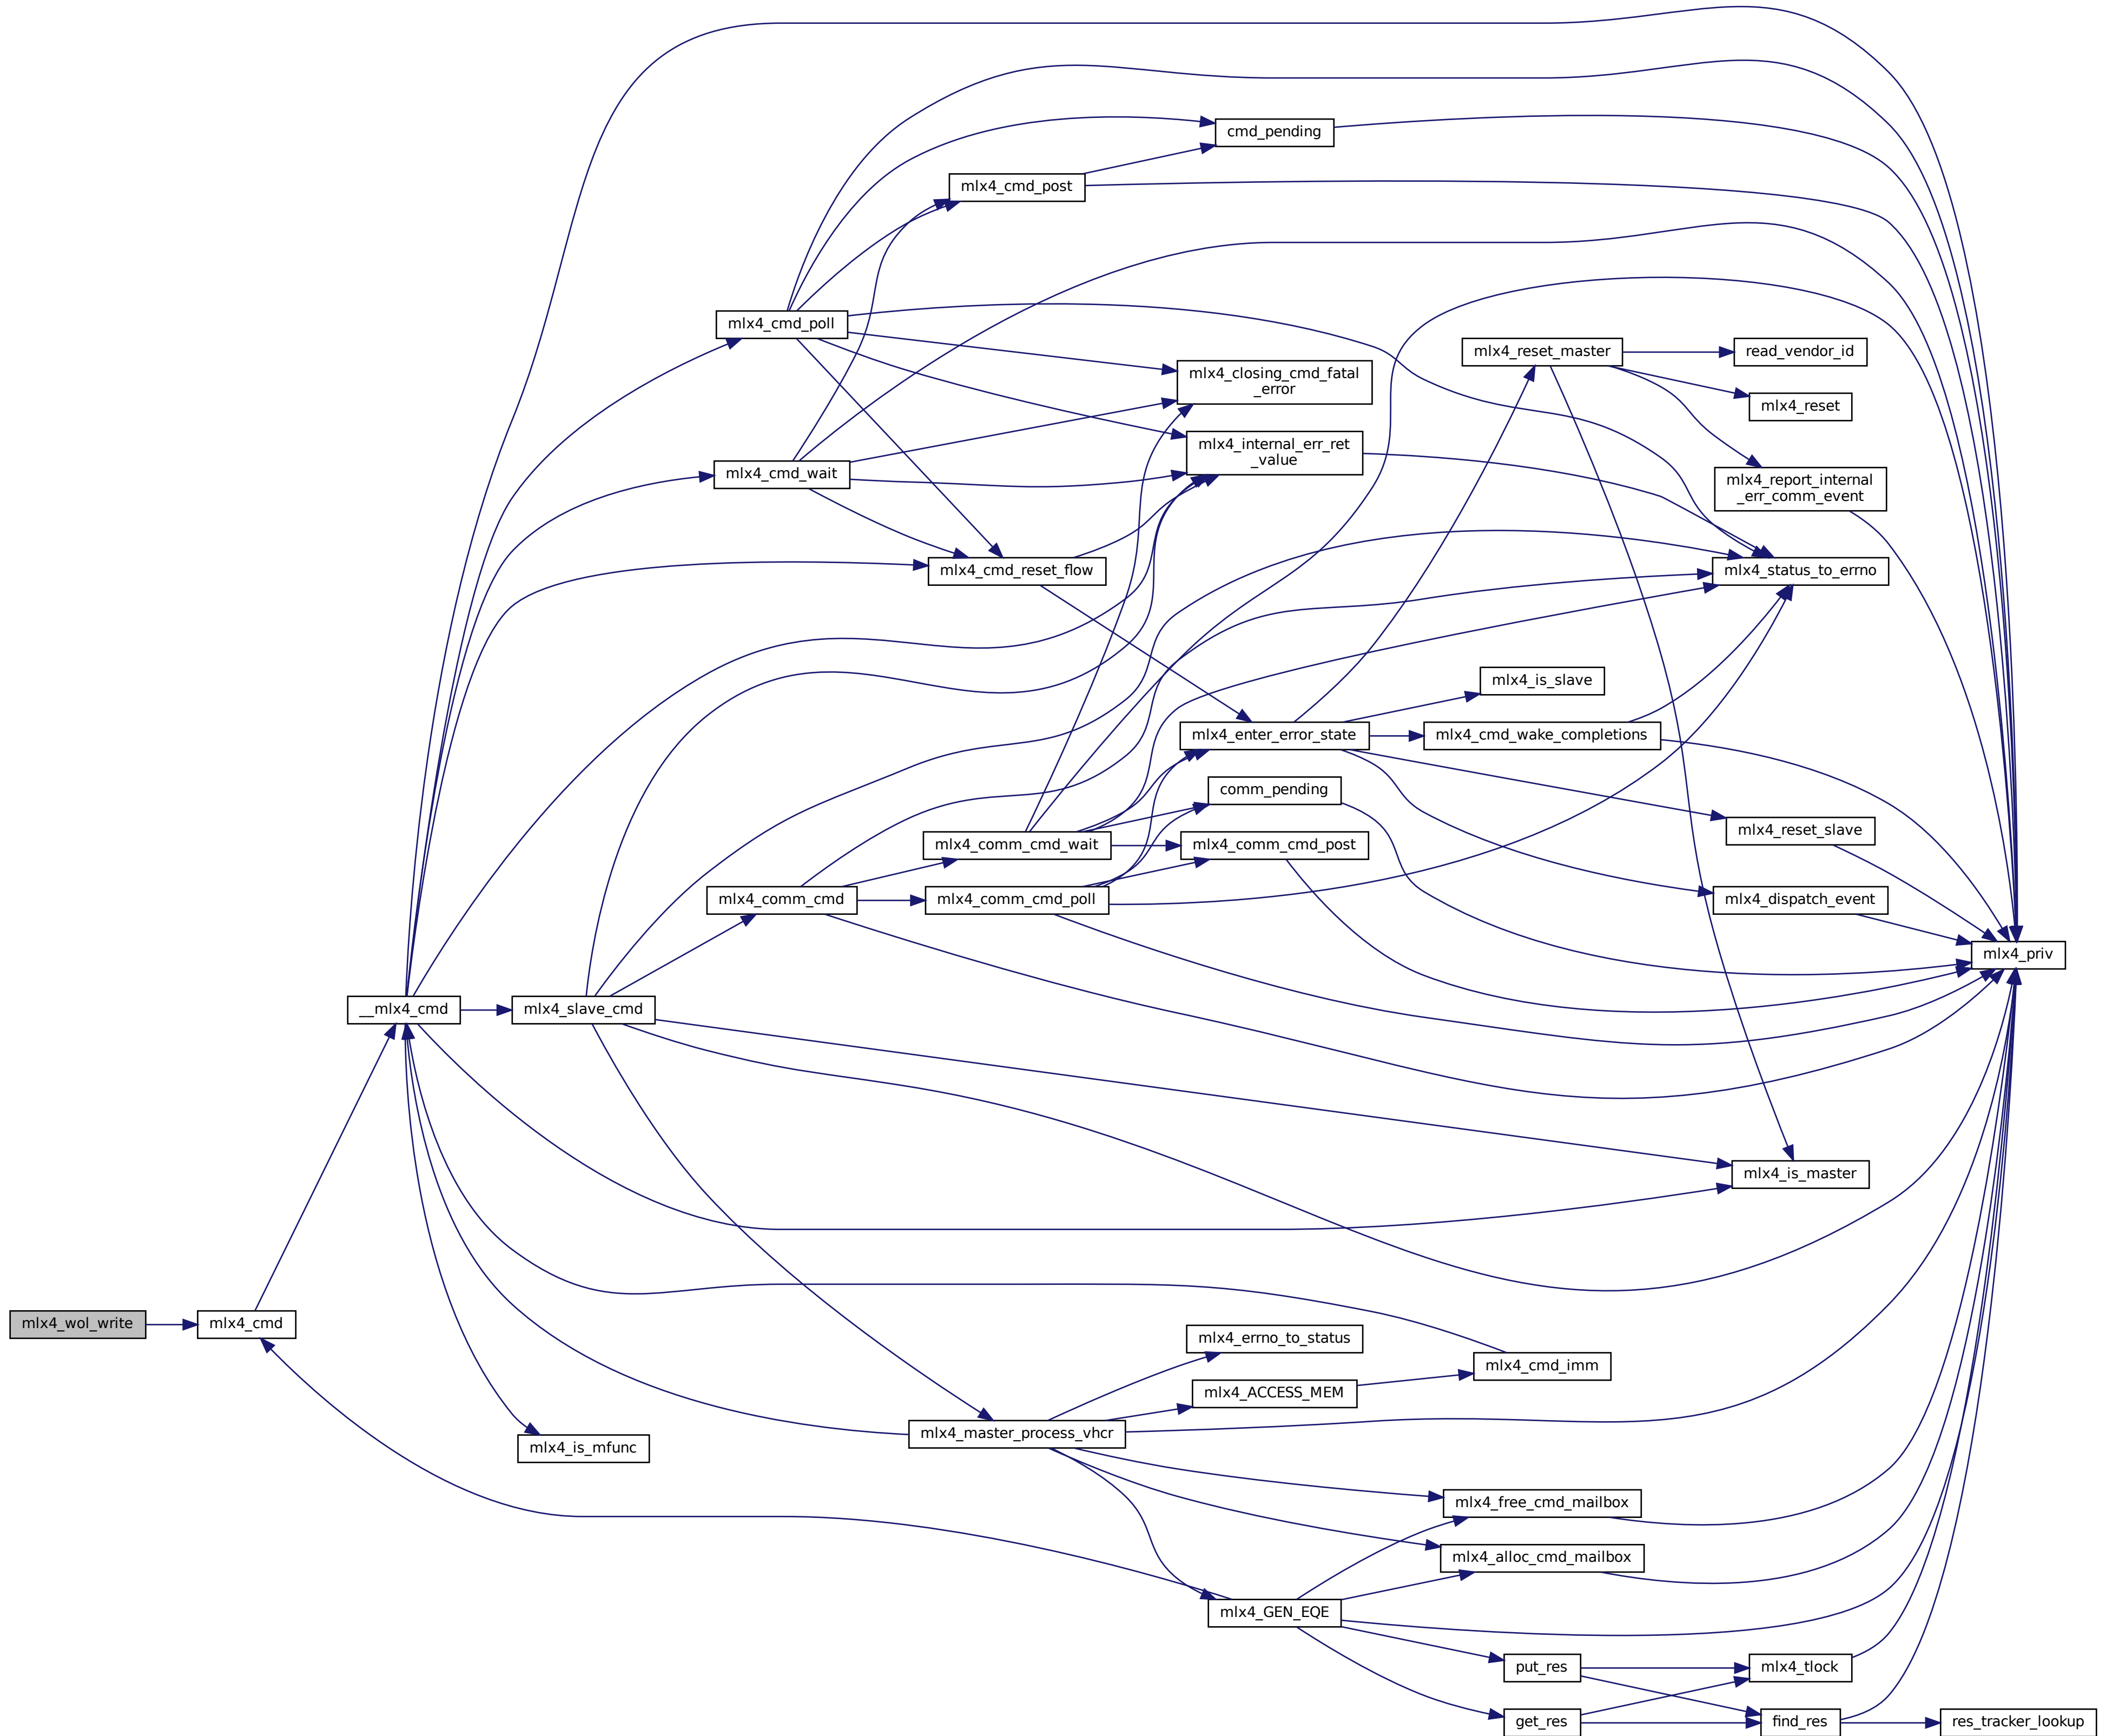 cmd_pending
mlx4_cmd_post
mlx4_cmd_poll
mlx4_reset_master
read_vendor_id
mlx4_closing_cmd_fatal
_error
mlx4_reset
mlx4_internal_err_ret
_value
mlx4_cmd_wait
mlx4_report_internal
_err_comm_event
mlx4_cmd_reset_flow
mlx4_status_to_errno
mlx4_is_slave
mlx4_enter_error_state
mlx4_cmd_wake_completions
comm_pending
mlx4_reset_slave
mlx4_comm_cmd_wait
mlx4_comm_cmd_post
mlx4_comm_cmd
mlx4_comm_cmd_poll
mlx4_dispatch_event
mlx4_priv
__mlx4_cmd
mlx4_slave_cmd
mlx4_is_master
mlx4_wol_write
mlx4_cmd
mlx4_errno_to_status
mlx4_cmd_imm
mlx4_ACCESS_MEM
mlx4_master_process_vhcr
mlx4_is_mfunc
mlx4_free_cmd_mailbox
mlx4_alloc_cmd_mailbox
mlx4_GEN_EQE
put_res
mlx4_tlock
get_res
find_res
res_tracker_lookup